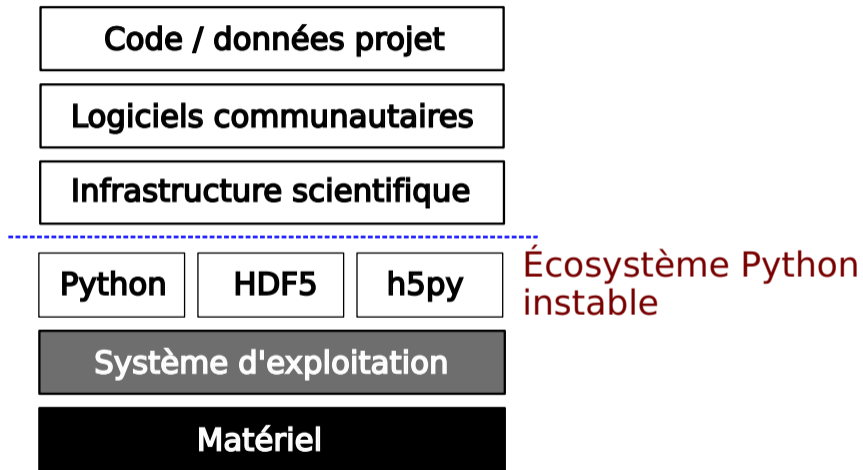 Code / données projet
Logiciels communautaires
Infrastructure scientifique
Python HDF5 h5py
Écosystème Python
instable
Système d'exploitation
Matériel